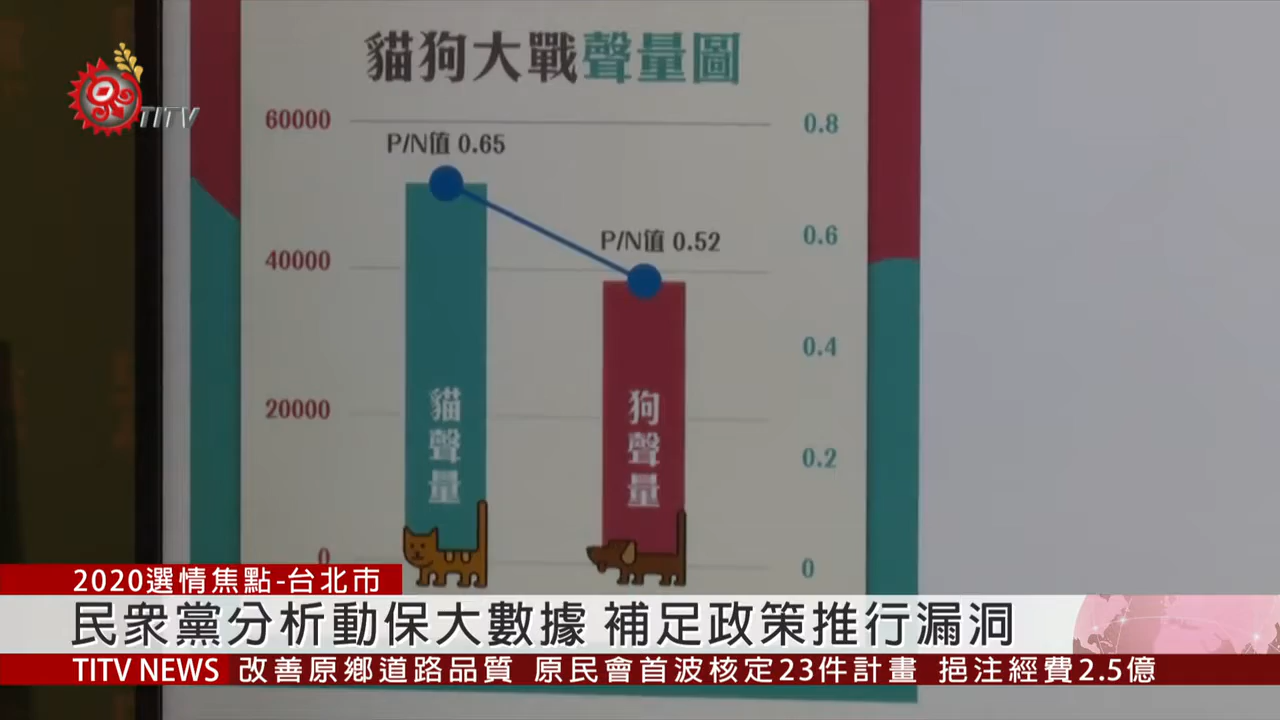 貓狗大戰聲量圖
TITV
60000
0.8
P/N值 0.65
P/N值 0.52
0.6
40000
0.4
貓聲量
狗聲量
20000
0.2
0
0
2020選情焦點-台北市
民衆黨分析動保大數據 補足政策推行漏洞
TITV NEWS 改善原鄉道路品質 原民會首波核定23件計畫 挹注經費2.5億